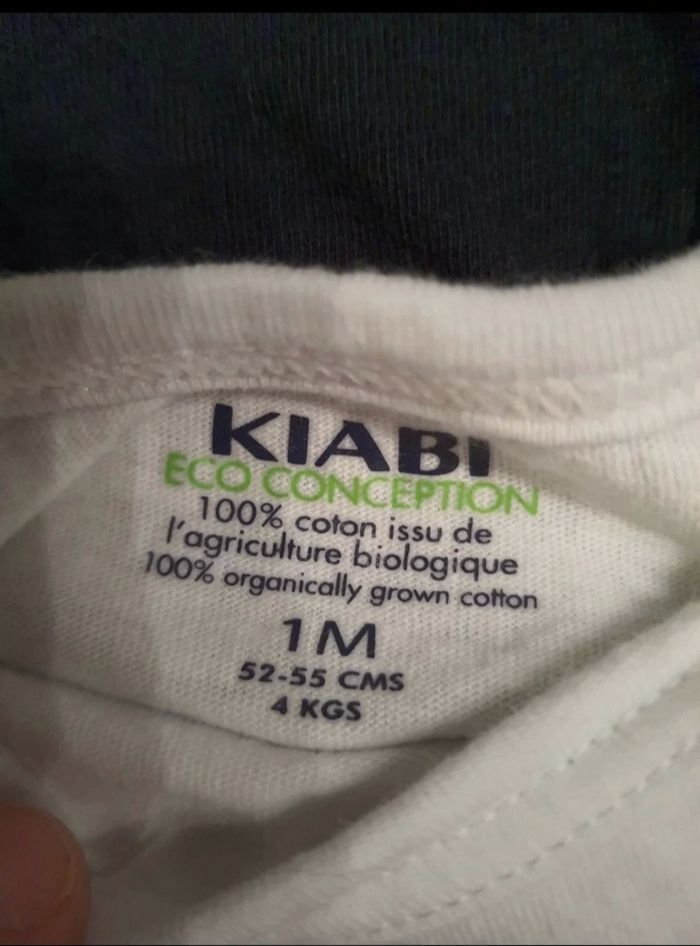 KIABI
ECO CONCEPTION
100% coton issu de
l'agriculture biologique
100% organically grown cotton
1M
52-55 CMS
4 KGS